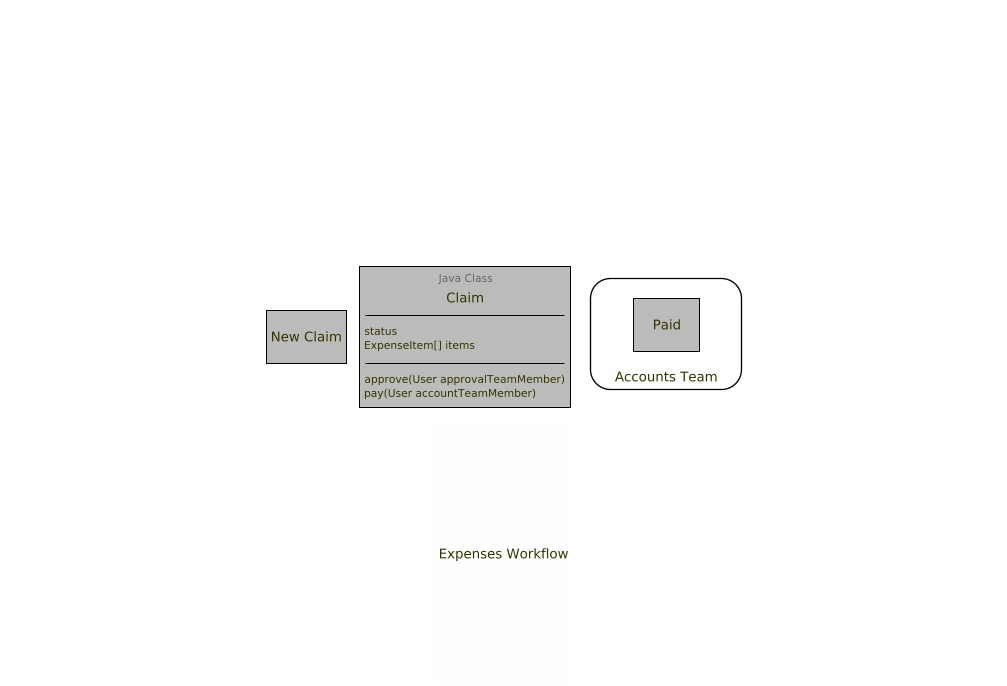 New Claim
Java Class
Claim
status
ExpenseItem[] items
approve(User approvalTeamMember)
pay(User accountTeamMember)
Paid
Accounts Team
Expenses Workflow